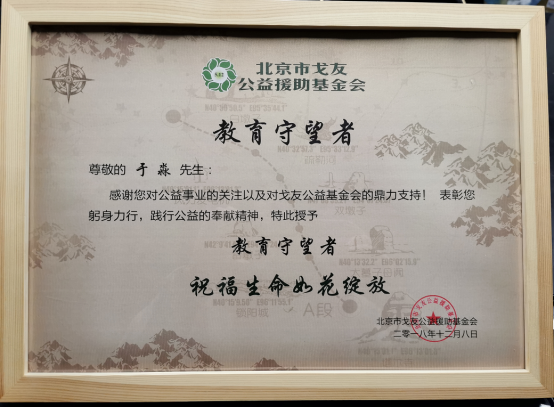 北京市戈友
公益援助基金会
教育守望者
尊敬的 于淼 先生：
感谢您对公益事业的关注以及对戈友公益基金会的鼎力支持！ 表彰您
躬身力行，践行公益的奉献精神，特此授予
教育守望者
祝福生命如花绽放
A段
北京市戈友公益援助基金会
二零一八年十二月八日